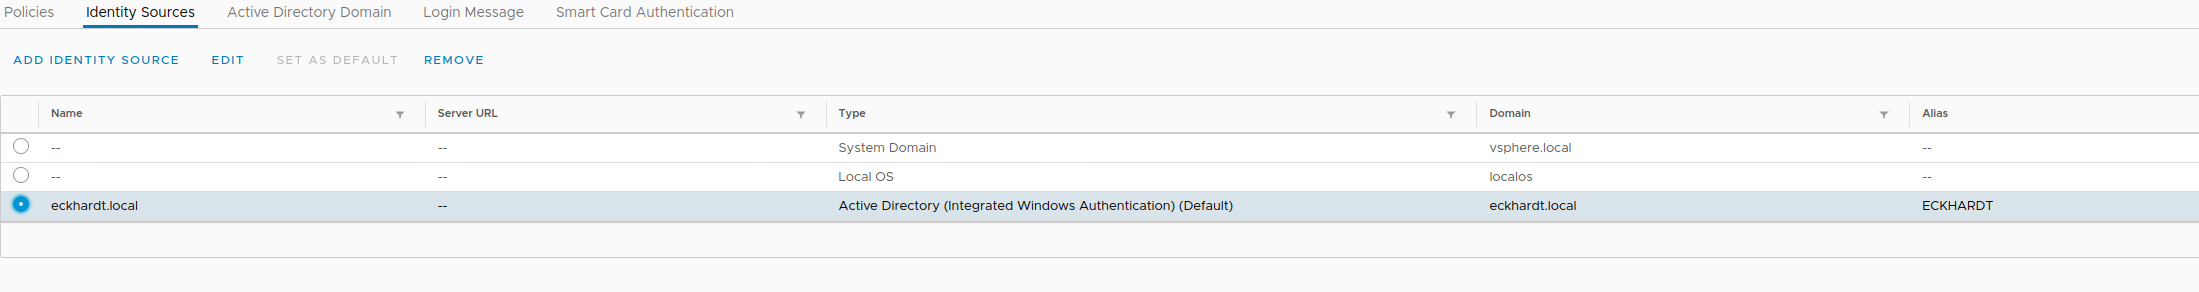 Policies Identity Sources Active Directory Domain Login Message Smart Card Authentication
ADD IDENTITY SOURCE EDIT SET AS DEFAULT REMOVE
Name Server URL Type Domain Alias
-- -- System Domain vsphere.local --
-- -- Local OS localos --
eckhardt.local -- Active Directory (Integrated Windows Authentication) (Default) eckhardt.local ECKHARDT